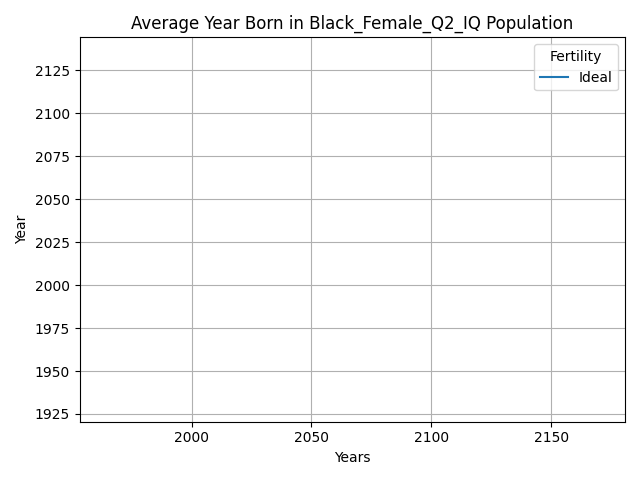 Average Year Born in Black_Female_Q2_IQ Population
Fertility
Ideal
2125
2100
2075
2050
2025
2000
1975
1950
1925
Year
2000 2050 2100 2150
Years